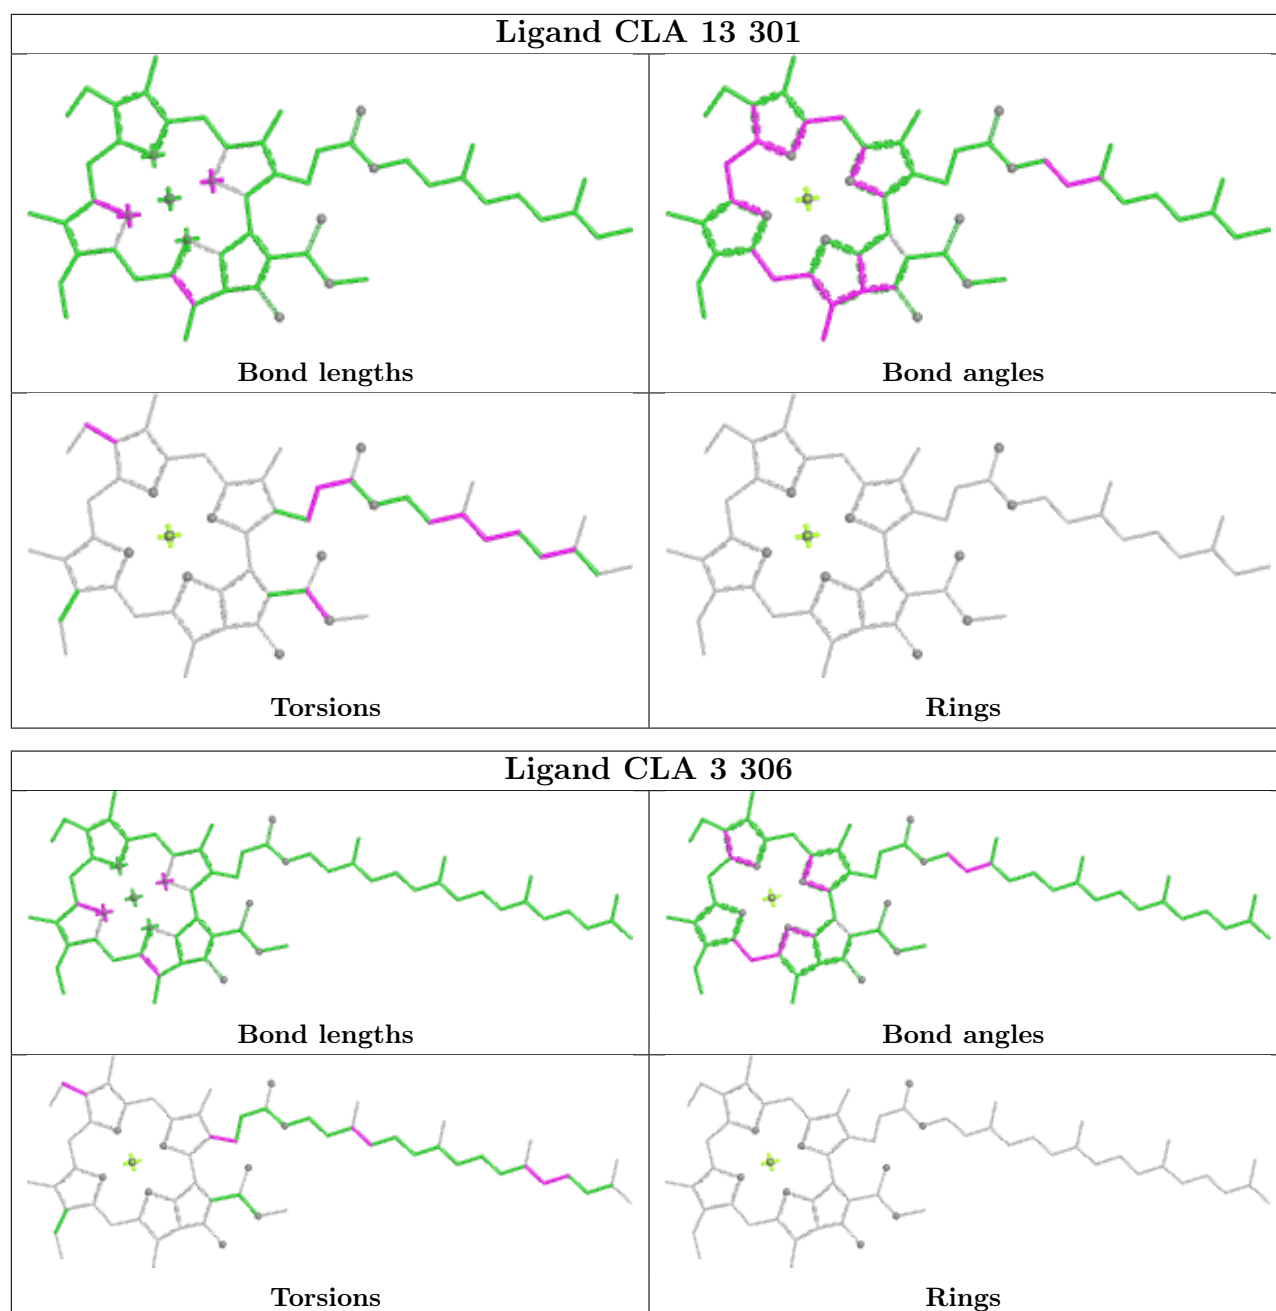 Ligand CLA 13 301
Bond lengths
Bond angles
Torsions
Rings
Ligand CLA 3 306
Bond lengths
Bond angles
Torsions
Rings